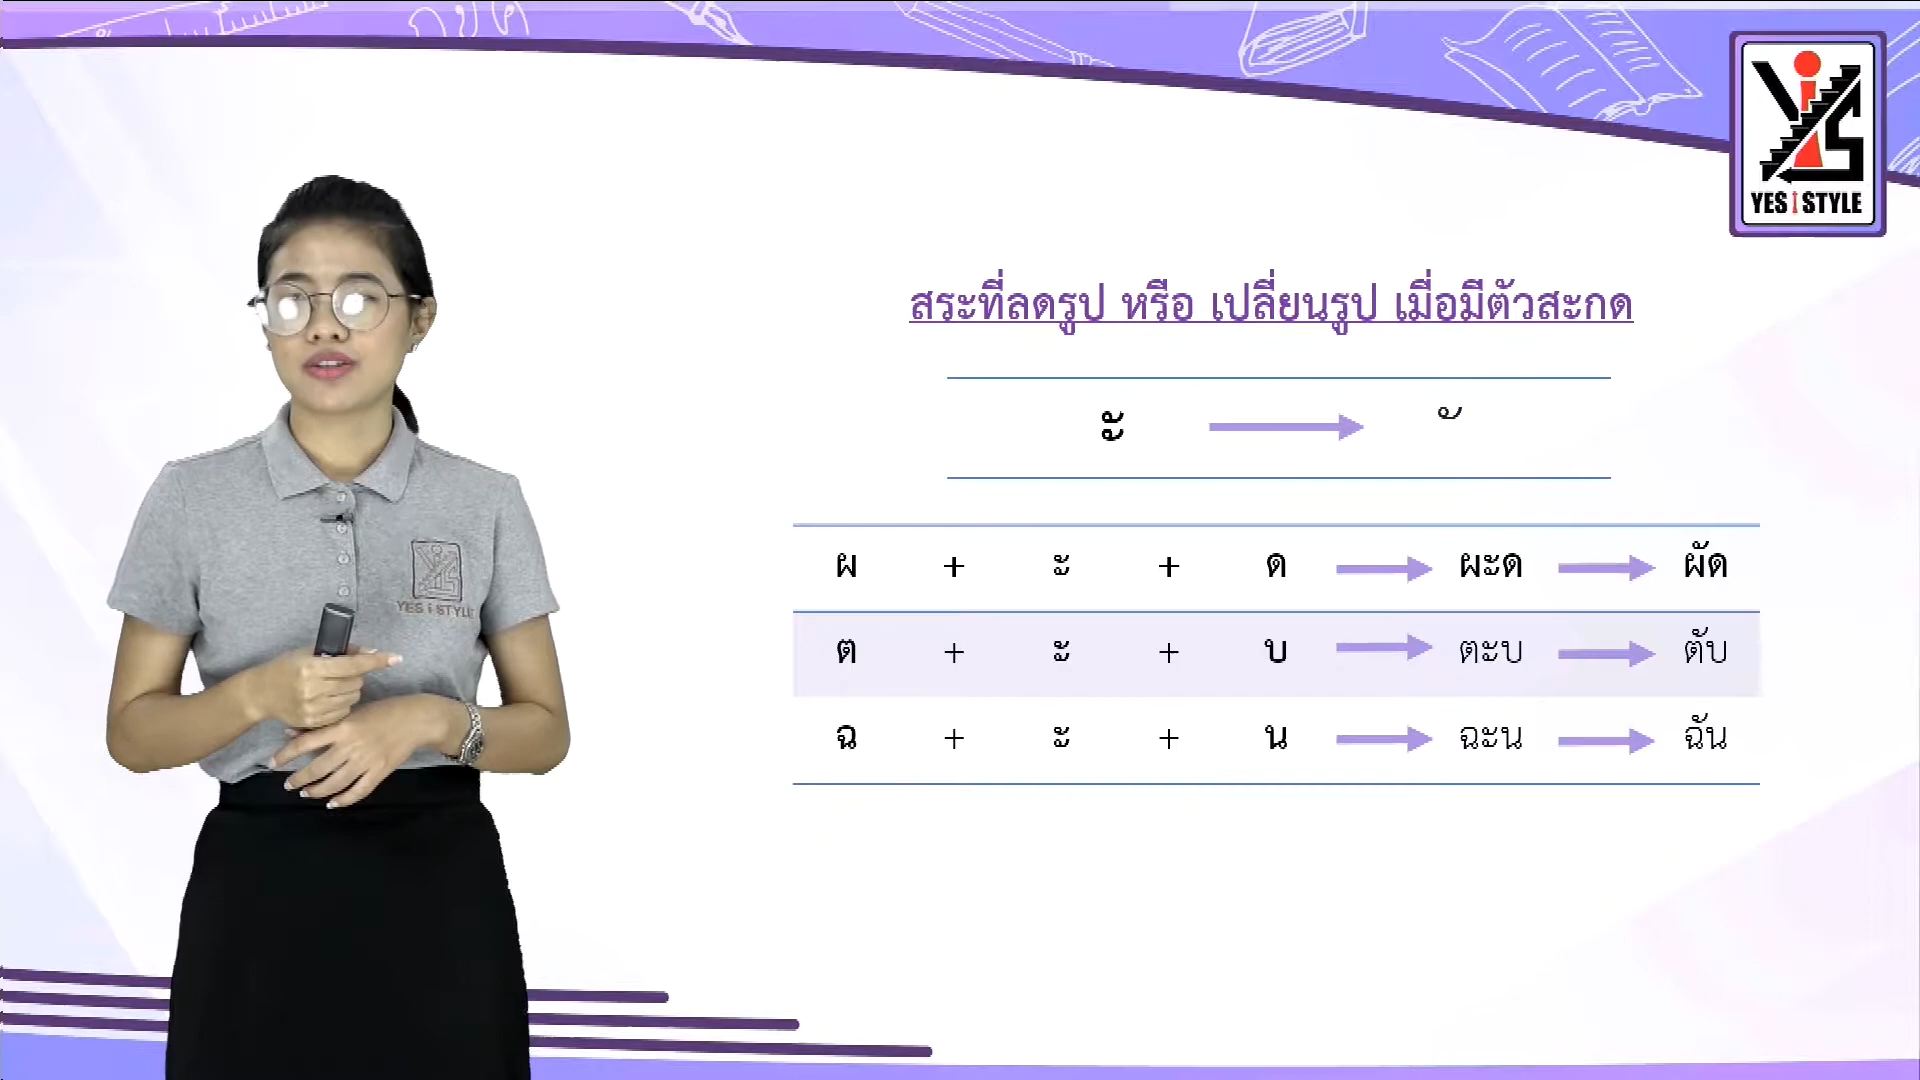 ก ข ค
YES i STYLE
สระที่ลดรูป หรือ เปลี่ยนรูป เมื่อมีตัวสะกด
ะ → ั
ผ + ะ + ด → ผะด → ผัด
ต + ะ + บ → ตะบ → ตับ
ฉ + ะ + น → ฉะน → ฉัน
YES i STYLE